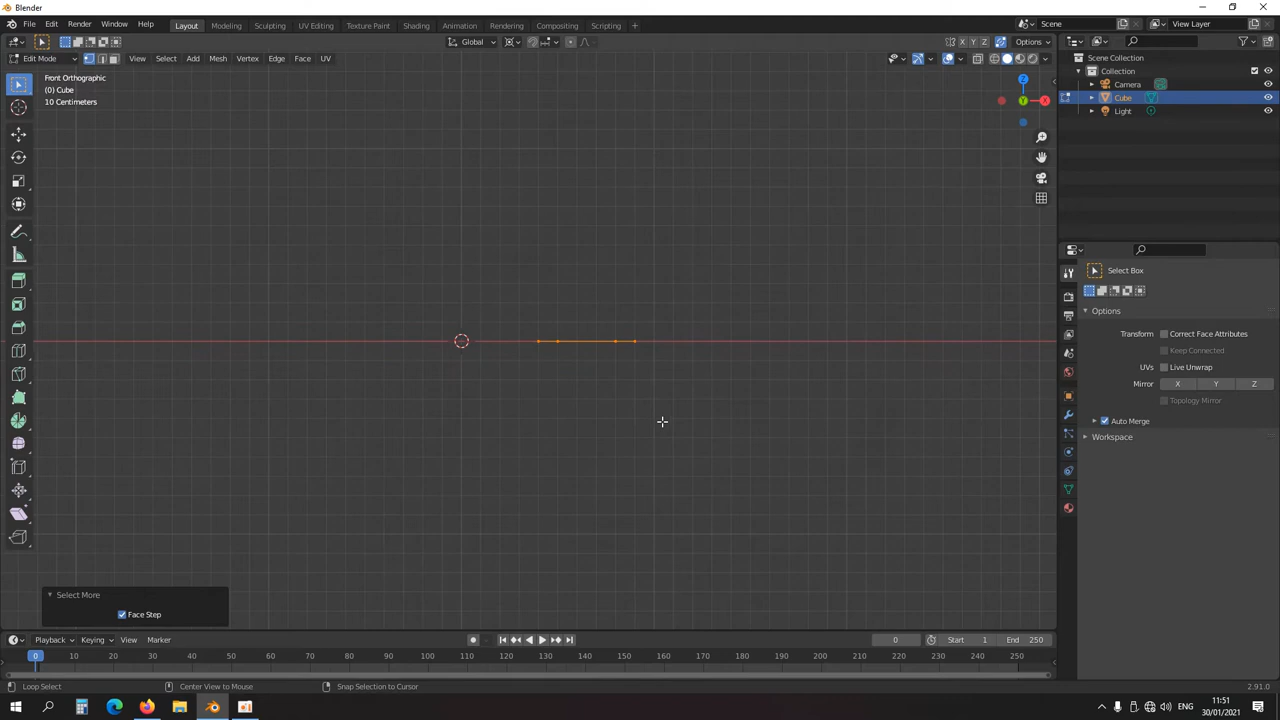 Blender
File Edit Render Window Help
Layout Modeling Sculpting UV Editing Texture Paint Shading Animation Rendering Compositing Scripting +
Scene
View Layer
Global
X Y Z
Options
Edit Mode
View Select Add Mesh Vertex Edge Face UV
Front Orthographic
(0) Cube
10 Centimeters
Z
Y
X
Scene Collection
Collection
Camera
Cube
Light
Select Box
Options
Transform Correct Face Attributes
Keep Connected
UVs Live Unwrap
Mirror X Y Z
Topology Mirror
Auto Merge
Workspace
Select More
Face Step
Playback Keying View Marker
0
Start 1
End 250
0 10 20 30 40 50 60 70 80 90 100 110 120 130 140 150 160 170 180 190 200 210 220 230 240 250
Loop Select
Center View to Mouse
Snap Selection to Cursor
2.91.0
ENG
11:51
30/01/2021